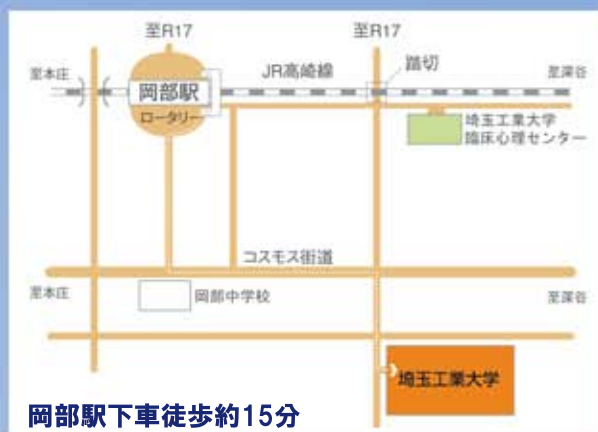 至R17
至R17
至本庄
JR高崎線
踏切
至深谷
岡部駅
ロータリー
埼玉工業大学
臨床心理センター
コスモス街道
至本庄
岡部中学校
至深谷
埼玉工業大学
岡部駅下車徒歩約15分